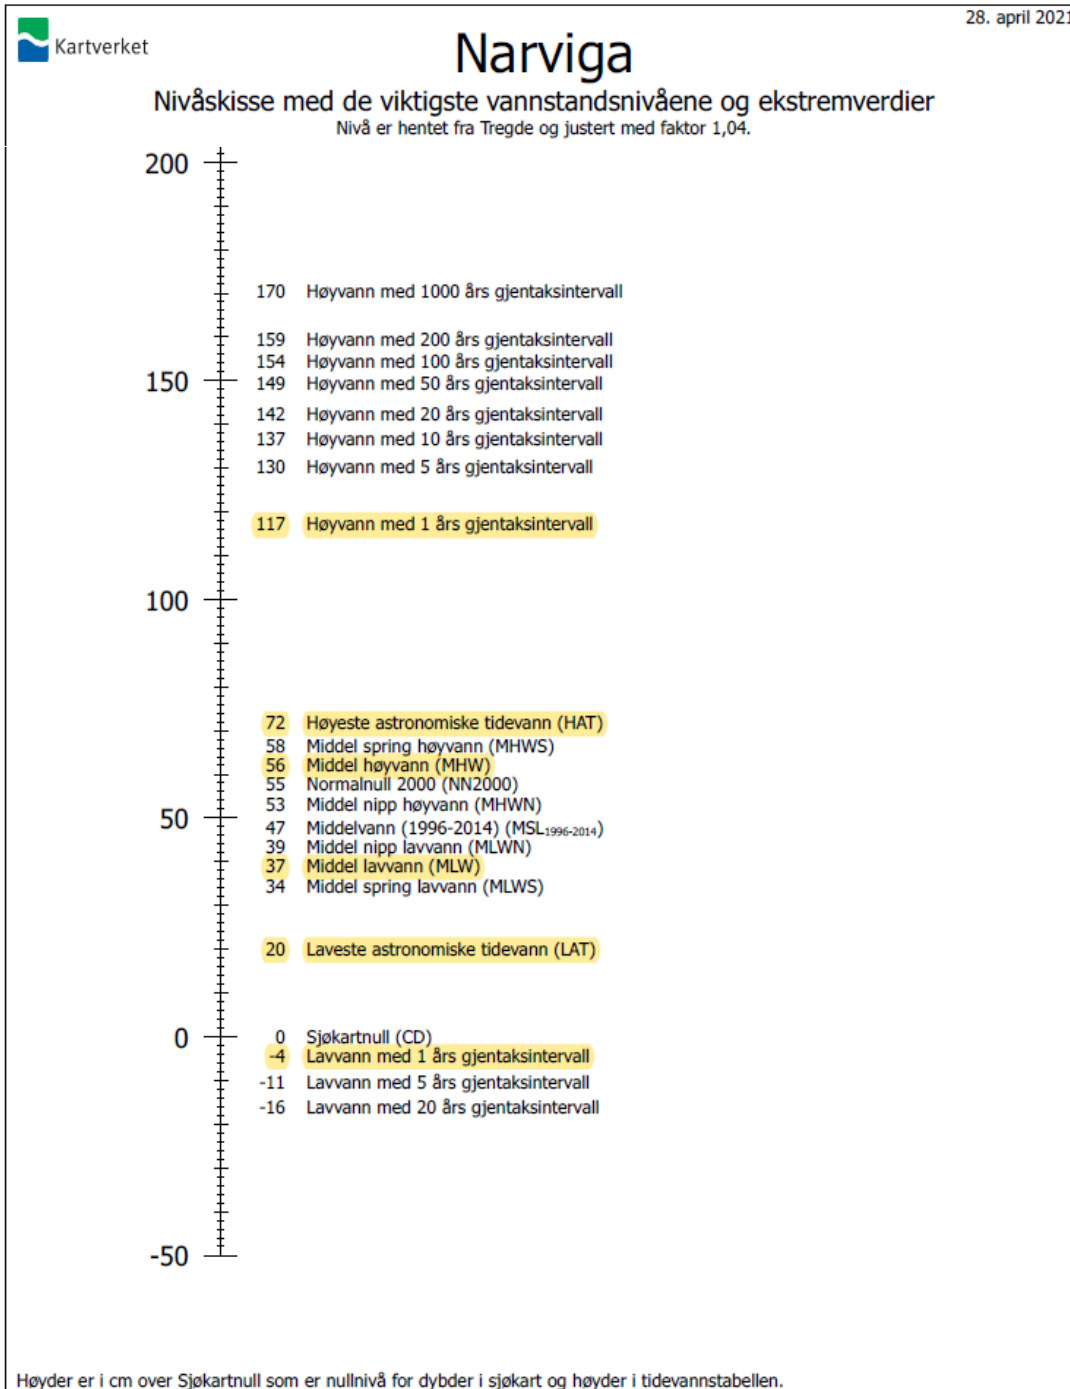 28. april 2021
Kartverket
Narviga
Nivåskisse med de viktigste vannstandsnivåene og ekstremverdier
Nivå er hentet fra Tregde og justert med faktor 1,04.
200
170 Høyvann med 1000 års gjentaksintervall
159 Høyvann med 200 års gjentaksintervall
154 Høyvann med 100 års gjentaksintervall
150
149 Høyvann med 50 års gjentaksintervall
142 Høyvann med 20 års gjentaksintervall
137 Høyvann med 10 års gjentaksintervall
130 Høyvann med 5 års gjentaksintervall
117 Høyvann med 1 års gjentaksintervall
100
72 Høyeste astronomiske tidevann (HAT)
58 Middel spring høyvann (MHWS)
56 Middel høyvann (MHW)
55 Normalnull 2000 (NN2000)
53 Middel nipp høyvann (MHWN)
50
47 Middelvann (1996-2014) (MSL1996-2014)
39 Middel nipp lavvann (MLWN)
37 Middel lavvann (MLW)
34 Middel spring lavvann (MLWS)
20 Laveste astronomiske tidevann (LAT)
0
0 Sjøkartnull (CD)
-4 Lavvann med 1 års gjentaksintervall
-11 Lavvann med 5 års gjentaksintervall
-16 Lavvann med 20 års gjentaksintervall
-50
Høyder er i cm over Sjøkartnull som er nullnivå for dybder i sjøkart og høyder i tidevannstabellen.